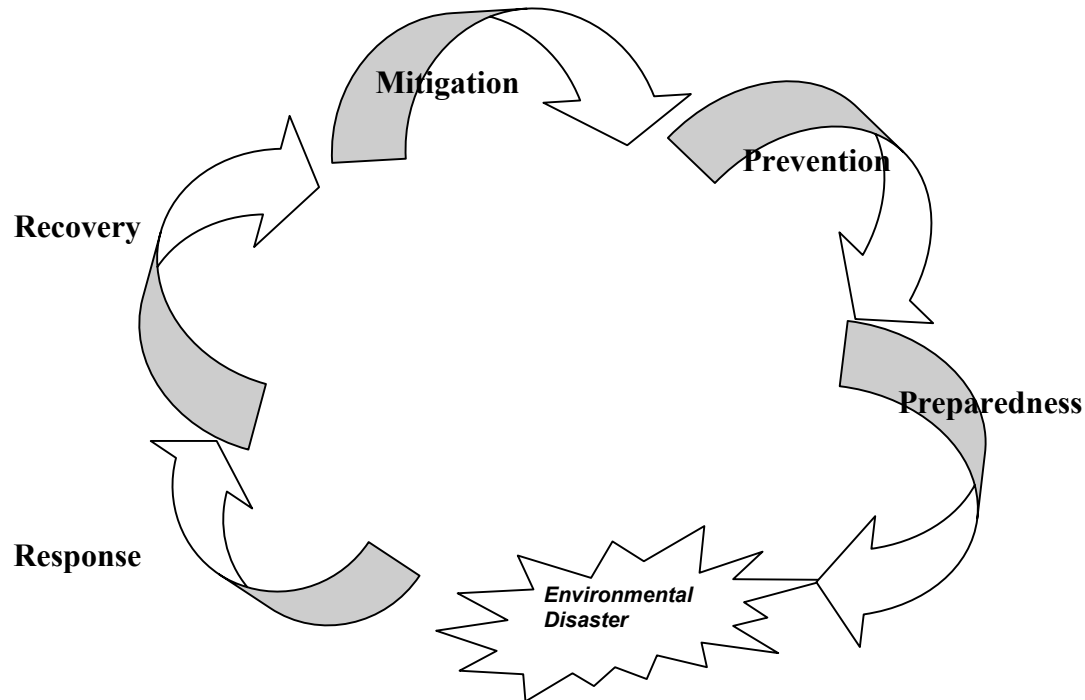 Mitigation
Prevention
Recovery
Preparedness
Response
Environmental
Disaster